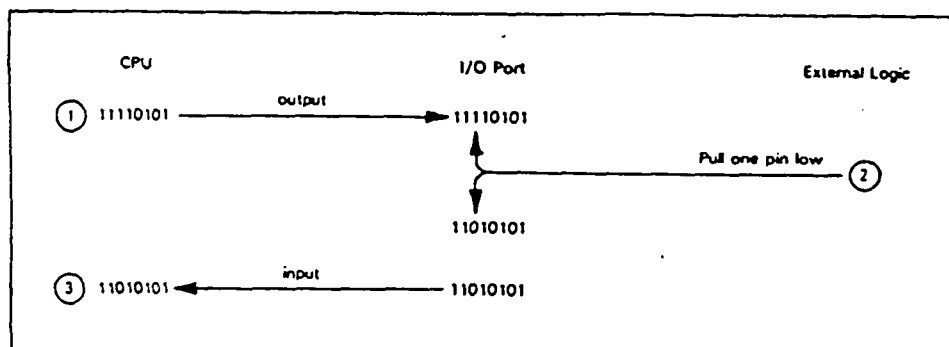 CPU
I/O Port
External Logic
output
1 11110101
11110101
Pull one pin low
2
11010101
input
3 11010101
11010101